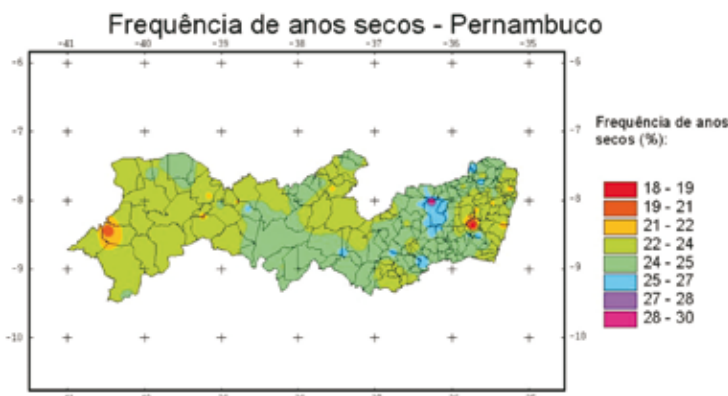 Frequência de anos secos - Pernambuco
-41 -40 -39 -38 -37 -36 -35
-6 -6
-7 -7
-8 -8
-9 -9
-10 -10
Frequência de anos
secos (%):
18 - 19
19 - 21
21 - 22
22 - 24
24 - 25
25 - 27
27 - 28
28 - 30